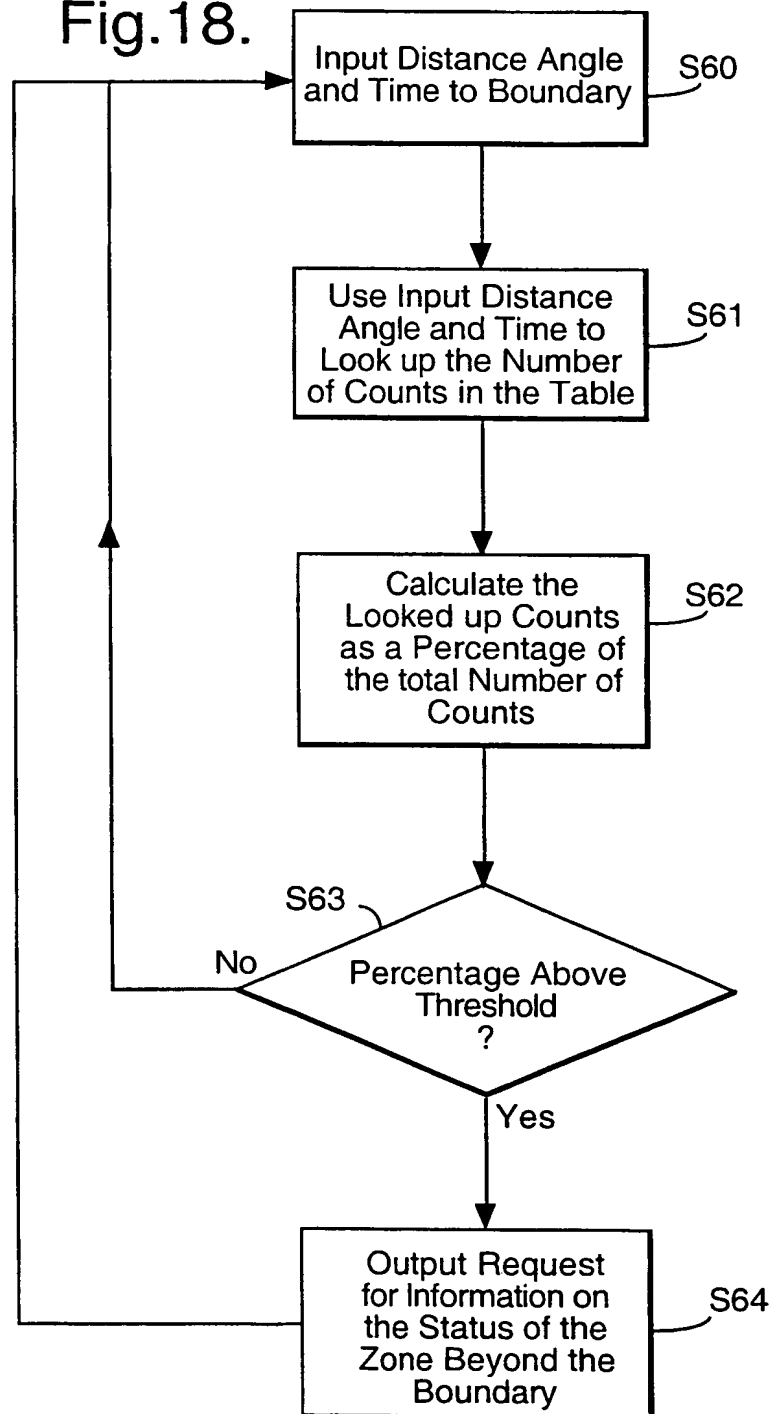 Fig.18.
Input Distance Angle
and Time to Boundary
S60
Use Input Distance
Angle and Time to
Look up the Number
of Counts in the Table
S61
Calculate the
Looked up Counts
as a Percentage of
the total Number of
Counts
S62
S63
No
Percentage Above
Threshold
?
Yes
Output Request
for Information on
the Status of the
Zone Beyond the
Boundary
S64